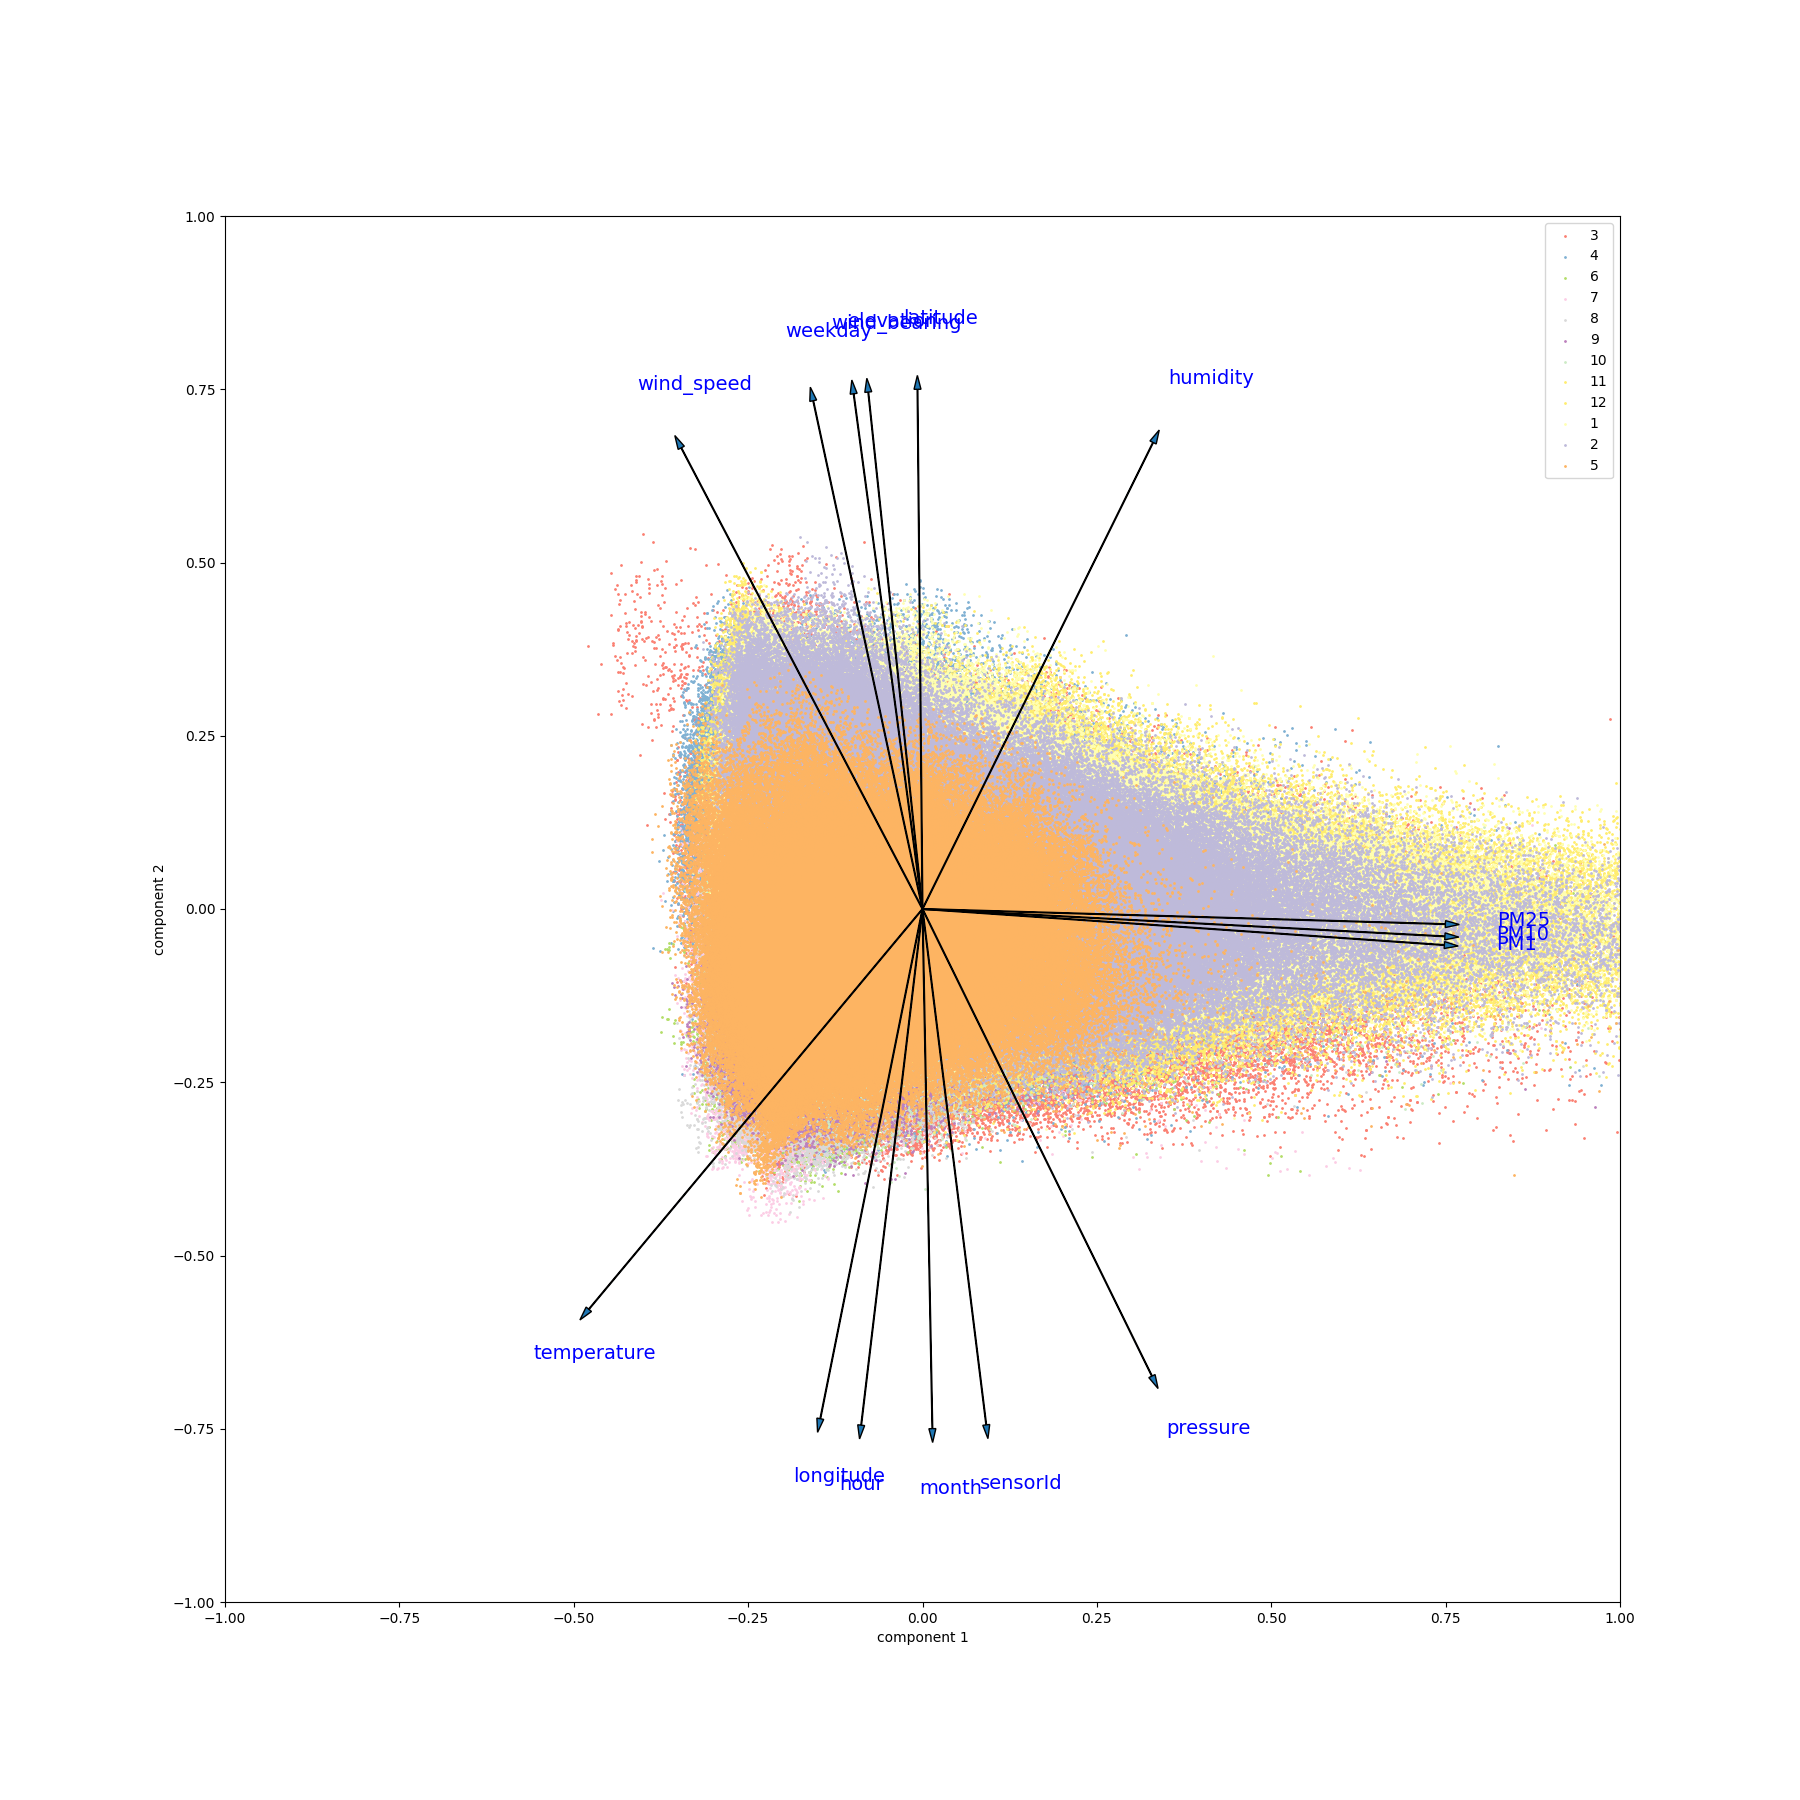 1.00
0.75
0.50
0.25
0.00
−0.25
−0.50
−0.75
−1.00
−1.00
−0.75
−0.50
−0.25
0.00
0.25
0.50
0.75
1.00
component 1
component 2
3
4
6
7
8
9
10
11
12
1
2
5
latitude
elevation
wind_bearing
weekday
wind_speed
humidity
PM25
PM10
PM1
temperature
longitude
hour
month
sensorId
pressure